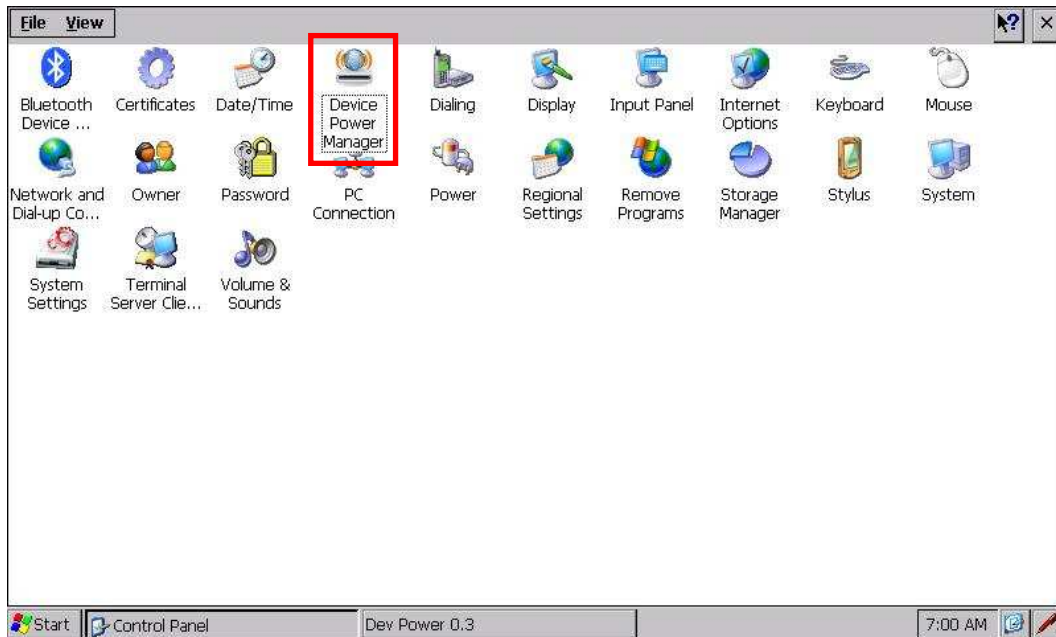 File View ?
Bluetooth Device ...
Certificates
Date/Time
Device Power Manager
Dialing
Display
Input Panel
Internet Options
Keyboard
Mouse
Network and Dial-up Co...
Owner
Password
PC Connection
Power
Regional Settings
Remove Programs
Storage Manager
Stylus
System
System Settings
Terminal Server Clie...
Volume & Sounds
Start Control Panel Dev Power 0.3 7:00 AM